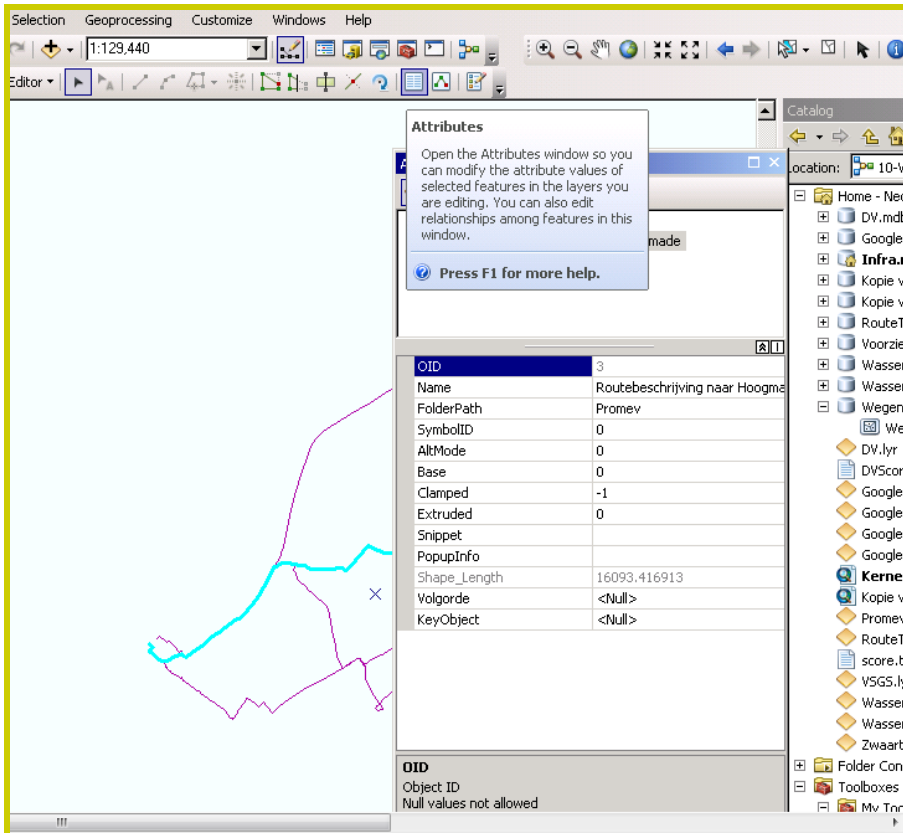 Selection Geoprocessing Customize Windows Help
1:129,440
Editor
Attributes
Open the Attributes window so you
can modify the attribute values of
selected features in the layers you
are editing. You can also edit
relationships among features in this
window.
Press F1 for more help.
made
OID 3
Name Routebeschrijving naar Hoogma
FolderPath Promev
SymbolID 0
AltMode 0
Base 0
Clamped -1
Extruded 0
Snippet
PopupInfo
Shape_Length 16093.416913
Volgorde <Null>
KeyObject <Null>
OID
Object ID
Null values not allowed
Catalog
Location: 10-V
Home - Nec
DV.mdb
Google
Infra.
Kopie v
Kopie v
RouteT
Voorzie
Wasser
Wasser
Wegen
We
DV.lyr
DVScor
Google
Google
Google
Google
Kerne
Kopie v
Promev
RouteT
score.t
VSGS.ly
Wasser
Wasser
Zwaart
Folder Con
Toolboxes
My Too